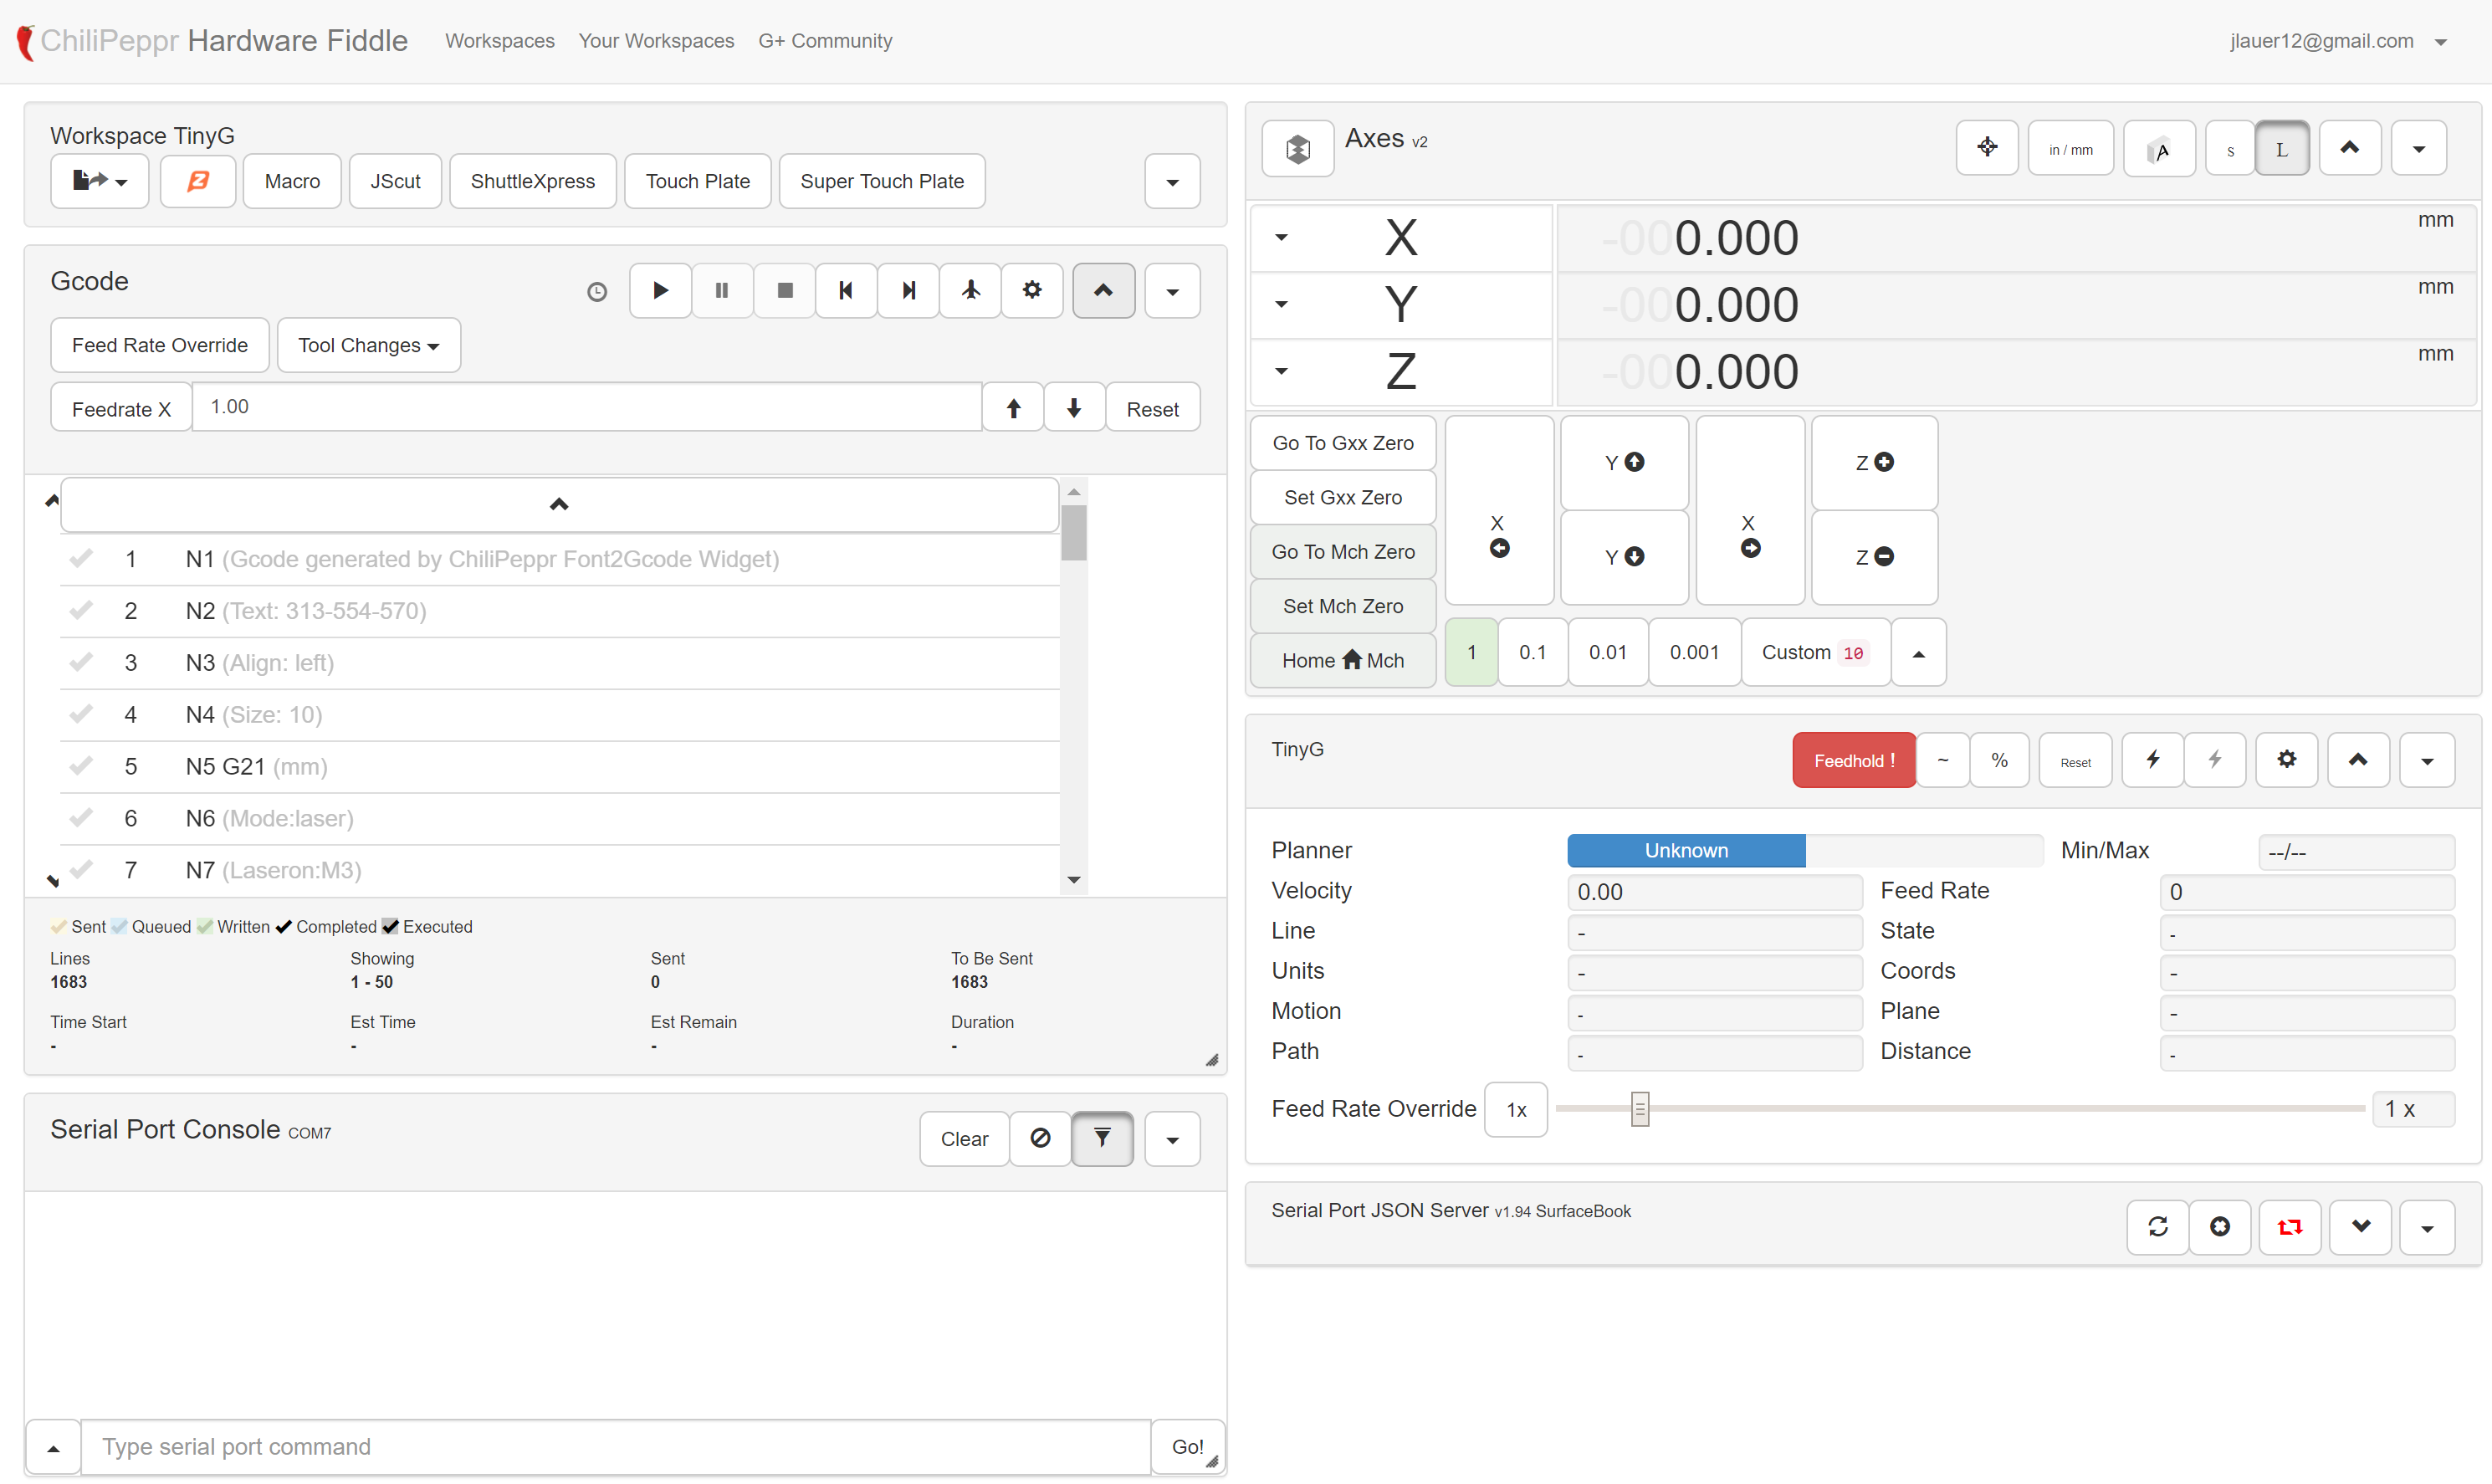 ChiliPeppr Hardware Fiddle Workspaces Your Workspaces G+ Community jlauer12@gmail.com
Workspace TinyG
Macro JScut ShuttleXpress Touch Plate Super Touch Plate
Gcode
Feed Rate Override Tool Changes
Feedrate X 1.00 Reset
1 N1 (Gcode generated by ChiliPeppr Font2Gcode Widget)
2 N2 (Text: 313-554-570)
3 N3 (Align: left)
4 N4 (Size: 10)
5 N5 G21 (mm)
6 N6 (Mode:laser)
7 N7 (Laseron:M3)
Sent Queued Written Completed Executed
Lines Showing Sent To Be Sent
1683 1 - 50 0 1683
Time Start Est Time Est Remain Duration
- - - -
Serial Port Console COM7
Clear
Type serial port command Go!
Axes v2
in / mm A s L
X -000.000 mm
Y -000.000 mm
Z -000.000 mm
Go To Gxx Zero
Set Gxx Zero
Go To Mch Zero
Set Mch Zero
Home Mch
X Y X Z
Y Z
1 0.1 0.01 0.001 Custom 10
TinyG
Feedhold ! ~ % Reset
Planner Unknown Min/Max --/--
Velocity 0.00 Feed Rate 0
Line - State -
Units - Coords -
Motion - Plane -
Path - Distance -
Feed Rate Override 1x 1 x
Serial Port JSON Server v1.94 SurfaceBook